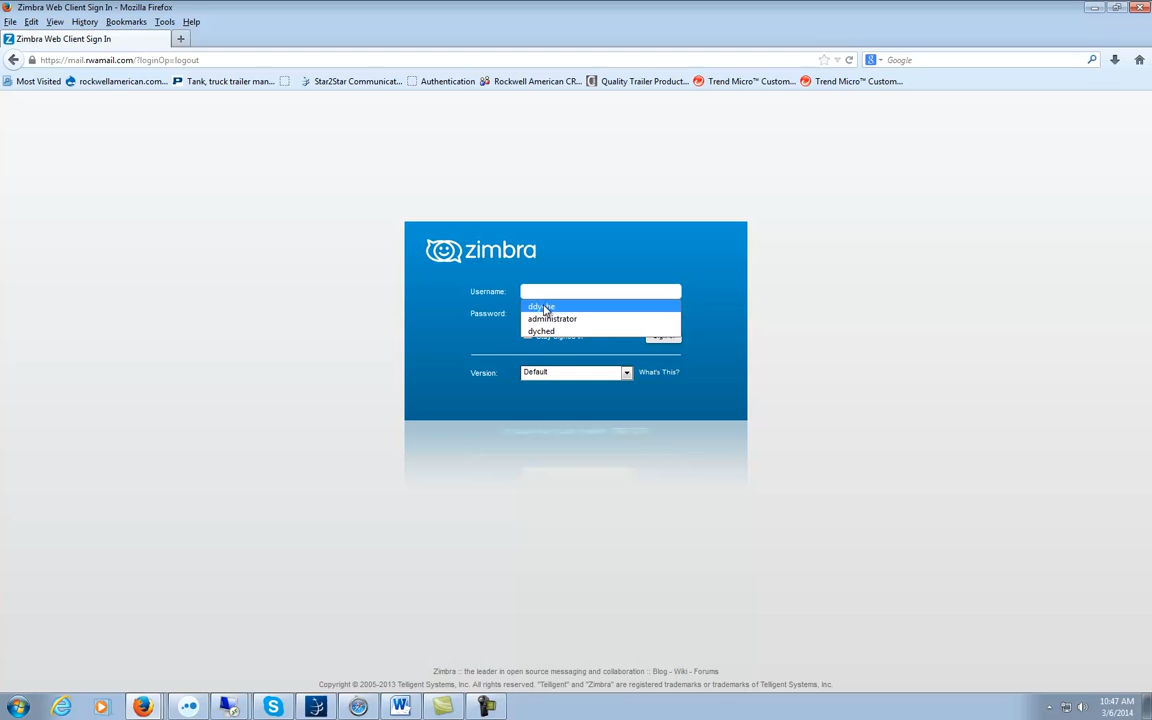 Zimbra Web Client Sign In - Mozilla Firefox
File Edit View History Bookmarks Tools Help
Zimbra Web Client Sign In
https://mail.rwamail.com/?loginOp=logout
Google
Most Visited rockwellamerican.com... Tank, truck trailer man... Star2Star Communicat... Authentication Rockwell American CR... Quality Trailer Product... Trend Micro™ Custom... Trend Micro™ Custom...
zimbra
Username:
ddyche
Password:
administrator
dyched
Version: Default What's This?
Zimbra :: the leader in open source messaging and collaboration :: Blog - Wiki - Forums
Copyright © 2005-2013 Telligent Systems, Inc. All rights reserved. "Telligent" and "Zimbra" are registered trademarks or trademarks of Telligent Systems, Inc.
10:47 AM
3/6/2014